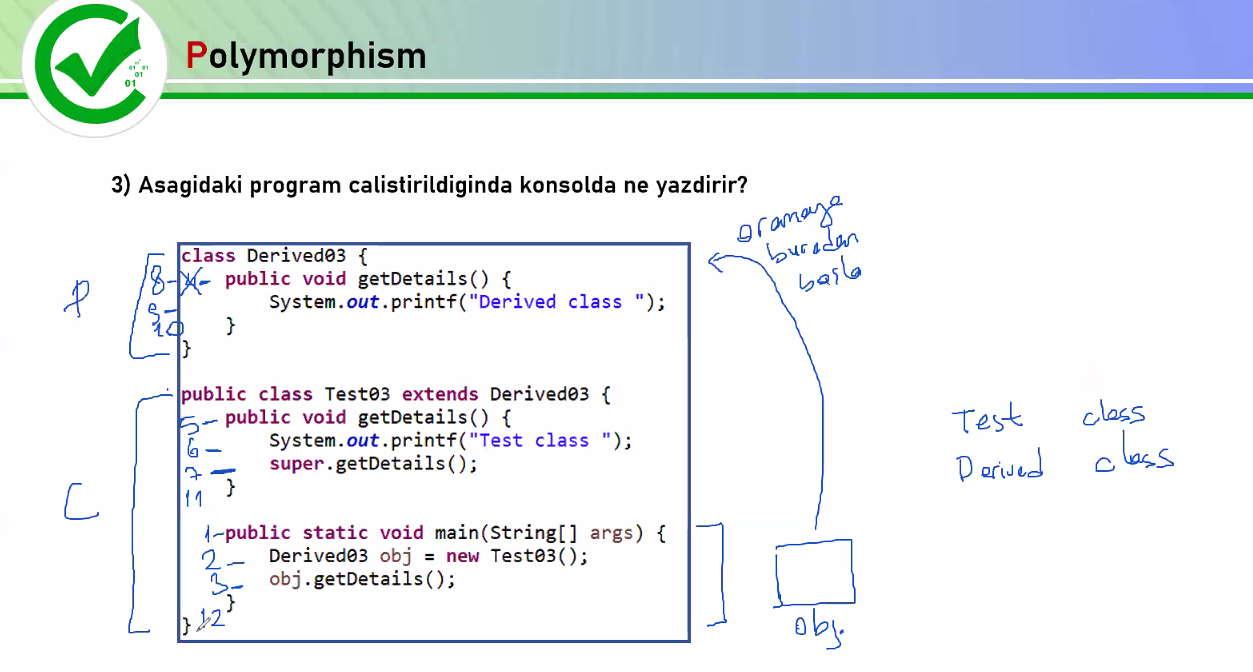 Polymorphism
01
3) Asagidaki program calistirildiginda konsolda ne yazdirir?
aramaya
buradan
basla
P
class Derived03 {
8- 4- public void getDetails() {
9- System.out.printf("Derived class ");
10 }
}
C
public class Test03 extends Derived03 {
5- public void getDetails() {
6- System.out.printf("Test class ");
7- super.getDetails();
11 }
1- public static void main(String[] args) {
2- Derived03 obj = new Test03();
3- obj.getDetails();
}
} 12
Test class
Derived class
obj.